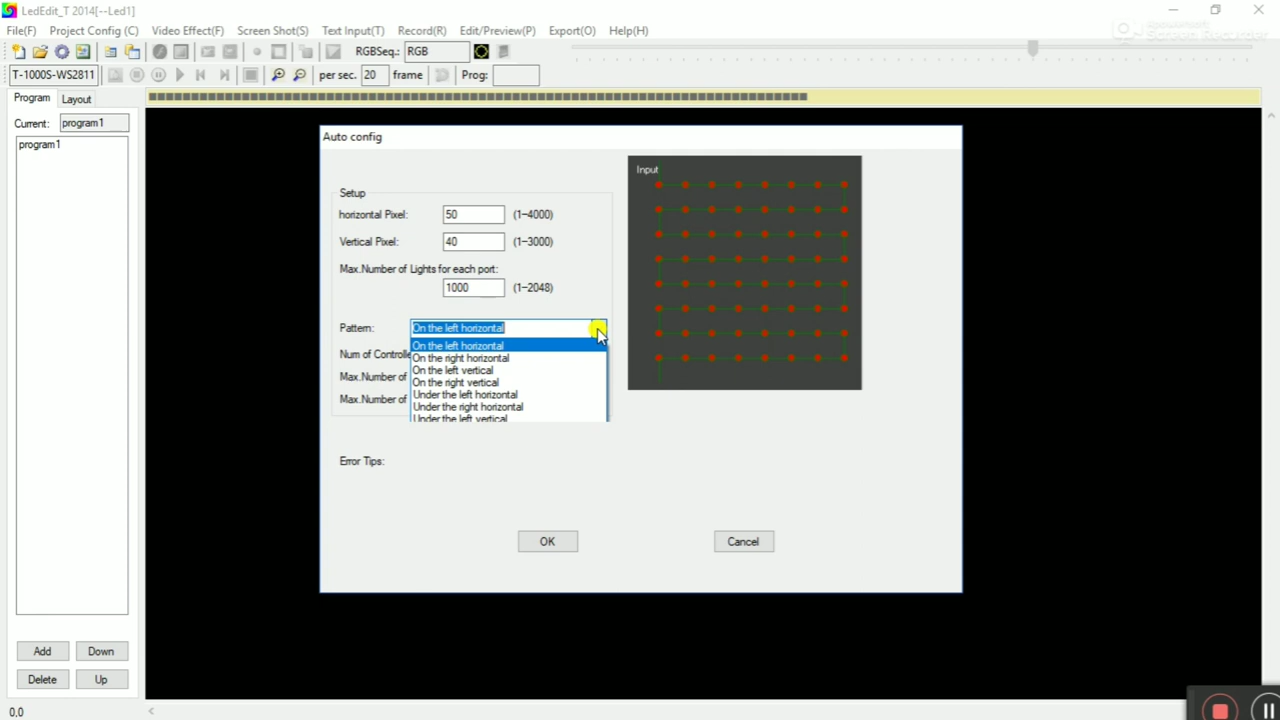 LedEdit_T 2014[--Led1]
File(F) Project Config (C) Video Effect(F) Screen Shot(S) Text Input(T) Record(R) Edit/Preview(P) Export(O) Help(H)
RGBSeq.: RGB
T-1000S-WS2811 per sec. 20 frame Prog:
Program Layout
Current: program1
program1
Auto config
Input
Setup
horizontal Pixel: 50 (1~4000)
Vertical Pixel: 40 (1~3000)
Max.Number of Lights for each port:
1000 (1~2048)
Pattern: On the left horizontal
On the left horizontal
Num of Controlle
On the right horizontal
On the left vertical
Max.Number of
On the right vertical
Under the left horizontal
Max.Number of
Under the right horizontal
Under the left vertical
Error Tips:
OK Cancel
Add Down
Delete Up
0,0
apowersoft
Screen Recorder